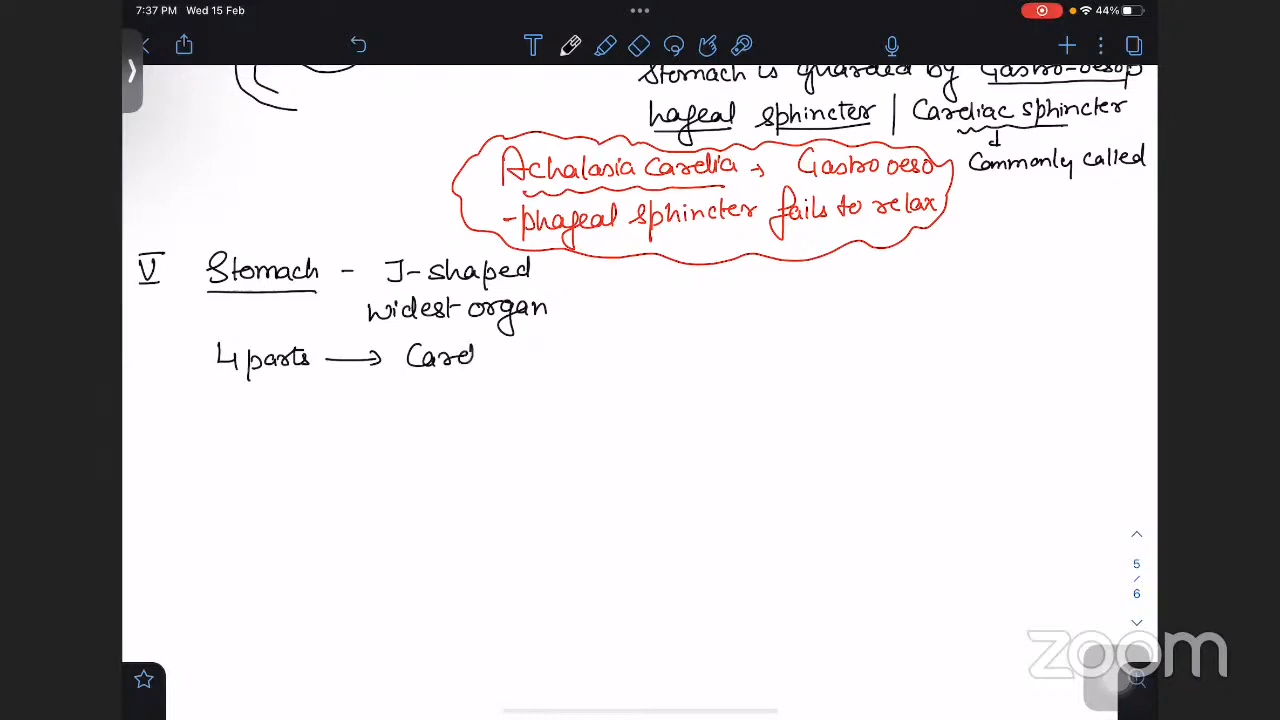 7:37 PM Wed 15 Feb
44%
Stomach is guarded by Gastro-oesop
hageal sphincter | Cardiac sphincter
Commonly called
Achalasia cardia → Gastro oeso
-phageal sphincter fails to relax
V Stomach - J-shaped
widest organ
4 parts → Card
5
/
6
zoom